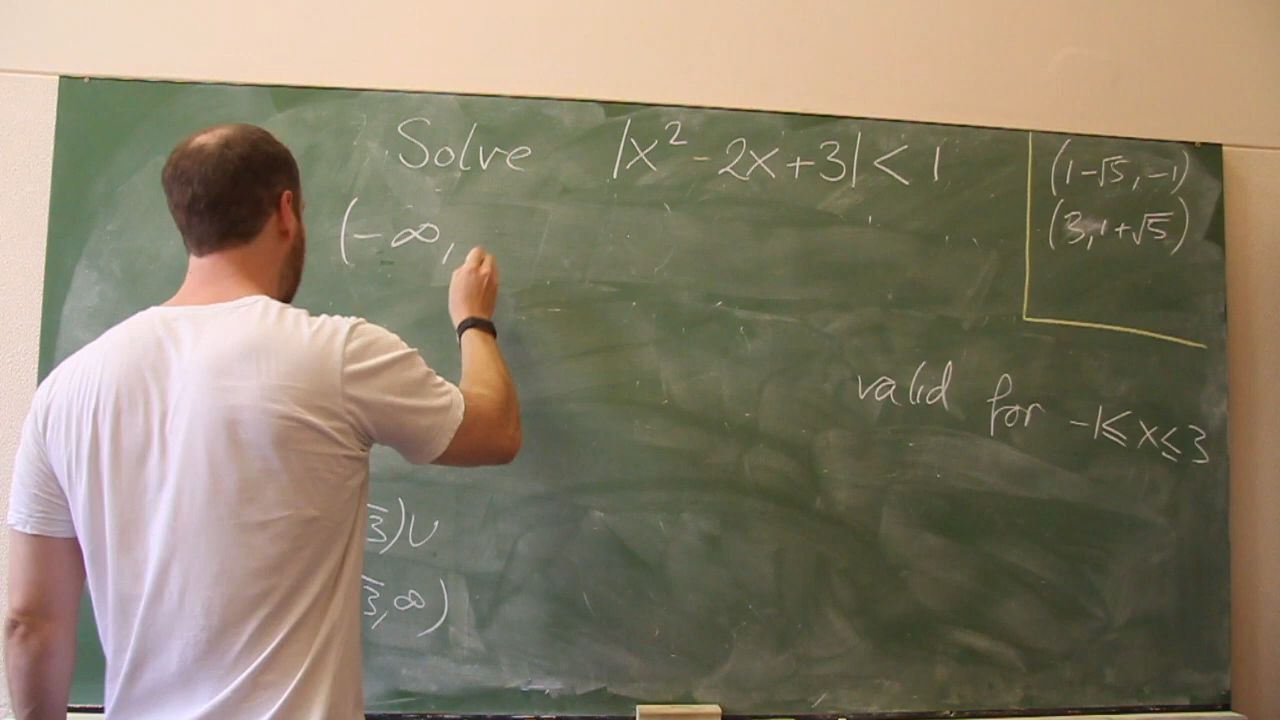 Solve |x² - 2x + 3| < 1
(-∞,
(1-√5, -1)
(3, 1+√5)
valid for -1 ≤ x ≤ 3
3)∪
3, ∞)